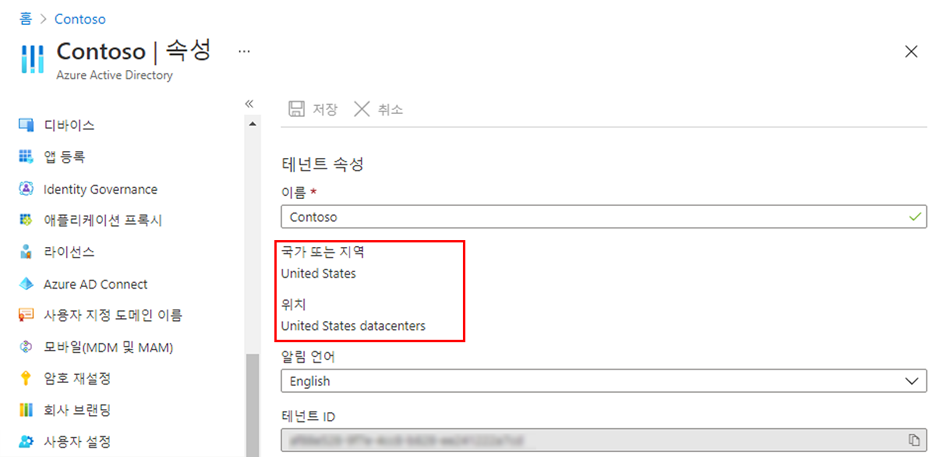 홈 > Contoso
Contoso | 속성 ...
Azure Active Directory
«
디바이스
앱 등록
Identity Governance
애플리케이션 프록시
라이선스
Azure AD Connect
사용자 지정 도메인 이름
모바일(MDM 및 MAM)
암호 재설정
회사 브랜딩
사용자 설정
저장 취소
테넌트 속성
이름 *
Contoso
국가 또는 지역
United States
위치
United States datacenters
알림 언어
English
테넌트 ID